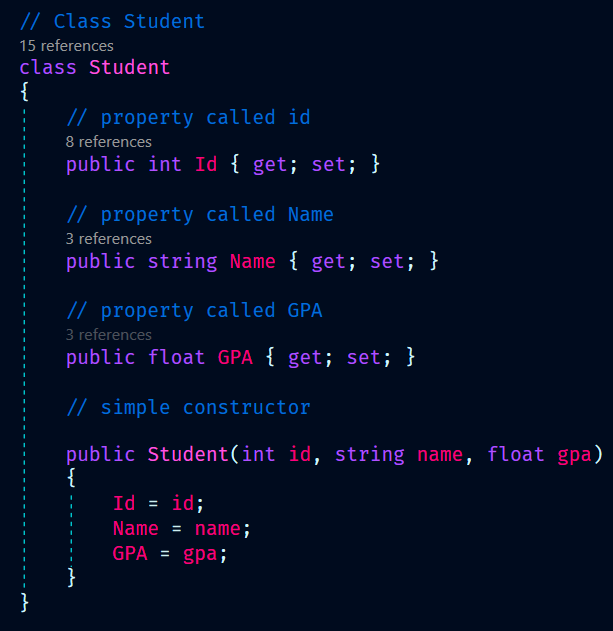 // Class Student
15 references
class Student
{
// property called id
8 references
public int Id { get; set; }
// property called Name
3 references
public string Name { get; set; }
// property called GPA
3 references
public float GPA { get; set; }
// simple constructor
public Student(int id, string name, float gpa)
{
Id = id;
Name = name;
GPA = gpa;
}
}